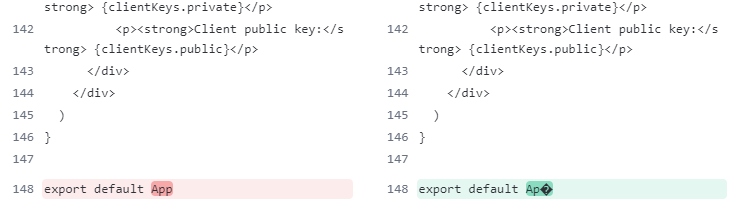 strong> {clientKeys.private}</p>
142 <p><strong>Client public key:</s
trong> {clientKeys.public}</p>
143 </div>
144 </div>
145 )
146 }
147
148 export default App
strong> {clientKeys.private}</p>
142 <p><strong>Client public key:</s
trong> {clientKeys.public}</p>
143 </div>
144 </div>
145 )
146 }
147
148 export default Ap�